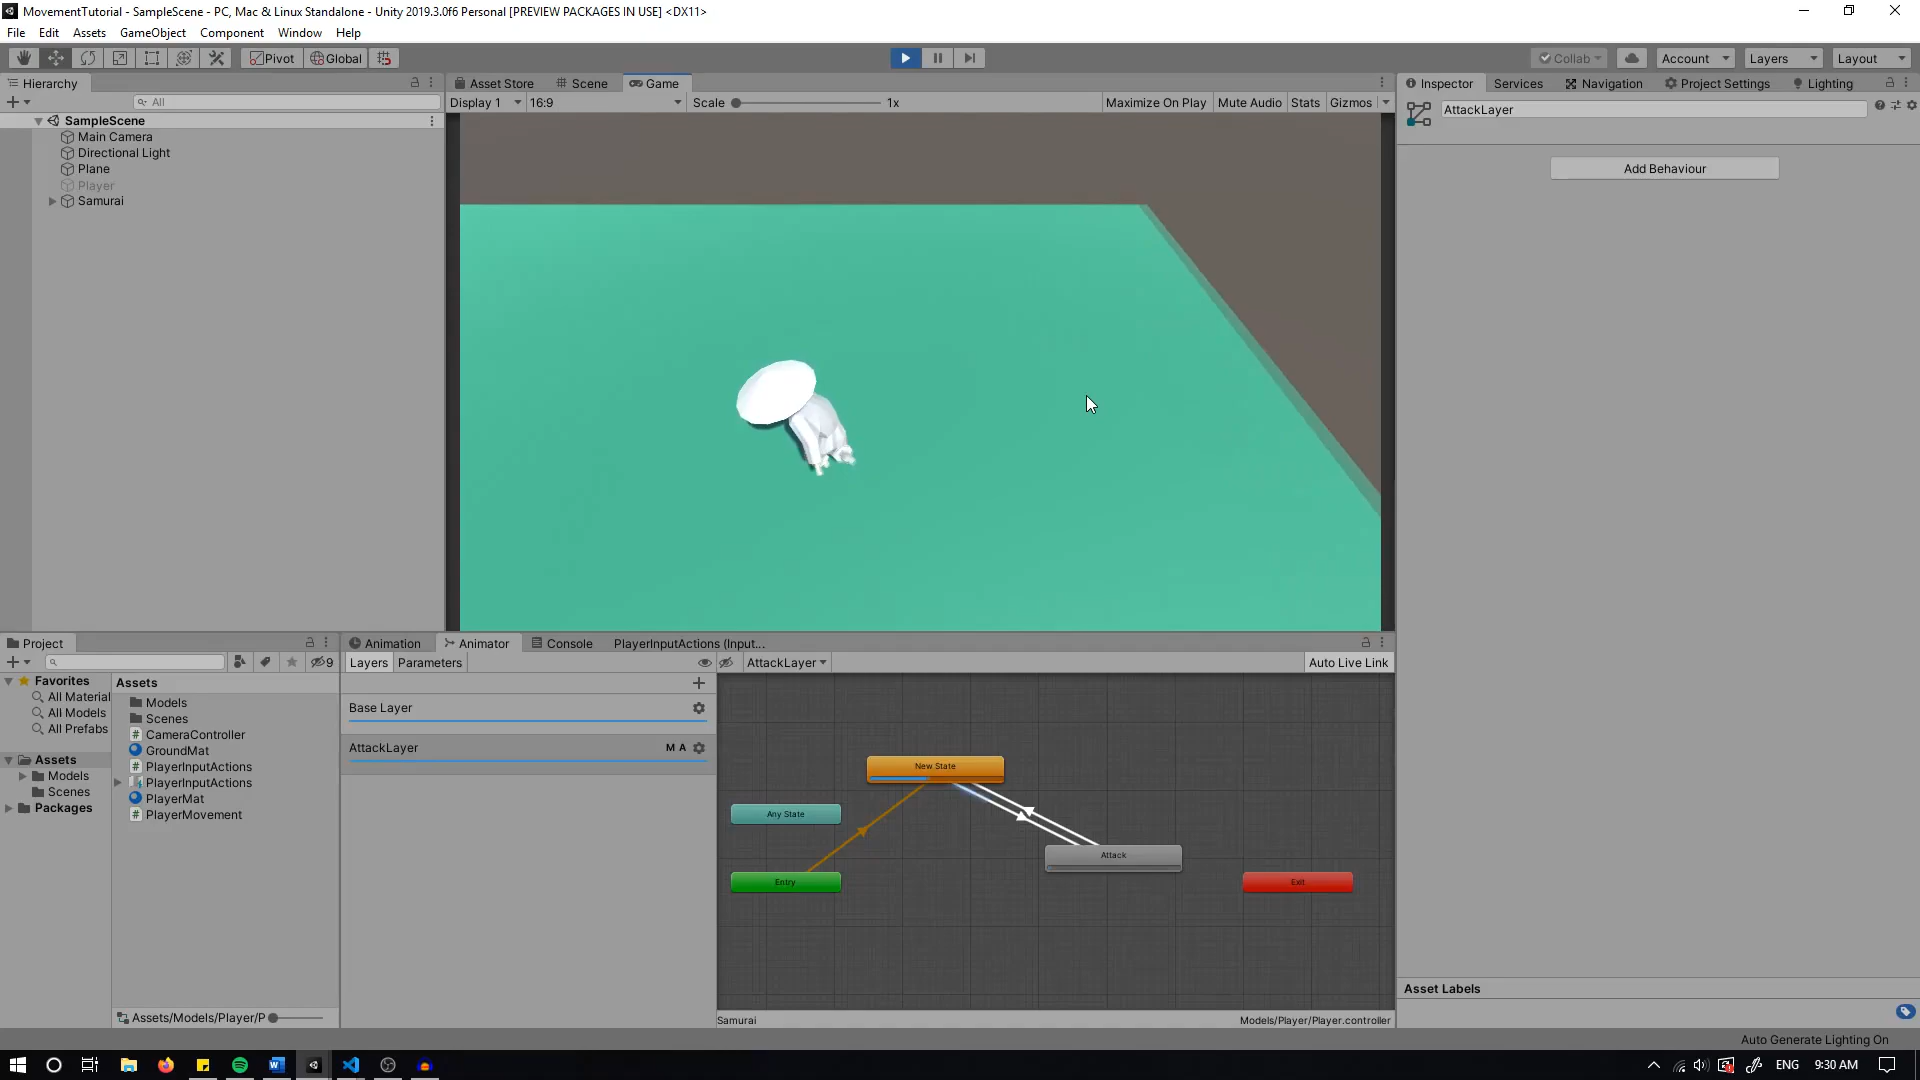 MovementTutorial - SampleScene - PC, Mac & Linux Standalone - Unity 2019.3.0f6 Personal [PREVIEW PACKAGES IN USE] <DX11>
File Edit Assets GameObject Component Window Help
Pivot Global Collab Account Layers Layout
Hierarchy Asset Store Scene Game Inspector Services Navigation Project Settings Lighting
All Display 1 16:9 Scale 1x Maximize On Play Mute Audio Stats Gizmos AttackLayer
SampleScene
Main Camera
Directional Light
Plane
Player
Samurai
Add Behaviour
Project Animation Animator Console PlayerInputActions (Input...
9 Layers Parameters AttackLayer Auto Live Link
Favorites
All Material
All Models
All Prefabs
Assets
Models
Scenes
Packages
Assets
Models
Scenes
CameraController
GroundMat
PlayerInputActions
PlayerInputActions
PlayerMat
PlayerMovement
Assets/Models/Player/P
Base Layer
AttackLayer M A
New State
Any State
Attack
Entry
Exit
Samurai Models/Player/Player.controller
Asset Labels
Auto Generate Lighting On
ENG 9:30 AM